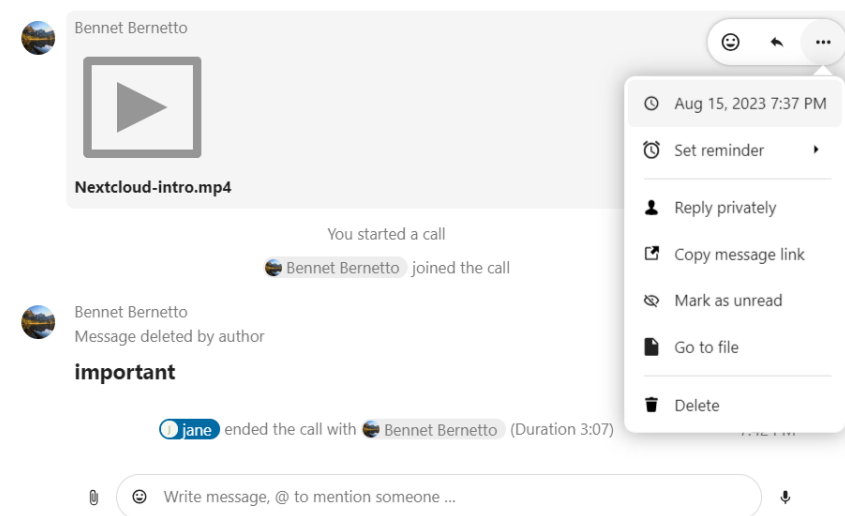 Bennet Bernetto
Nextcloud-intro.mp4
Aug 15, 2023 7:37 PM
Set reminder
Reply privately
Copy message link
Mark as unread
Go to file
Delete
You started a call
Bennet Bernetto joined the call
Bennet Bernetto
Message deleted by author
important
jane ended the call with Bennet Bernetto (Duration 3:07)
Write message, @ to mention someone ...